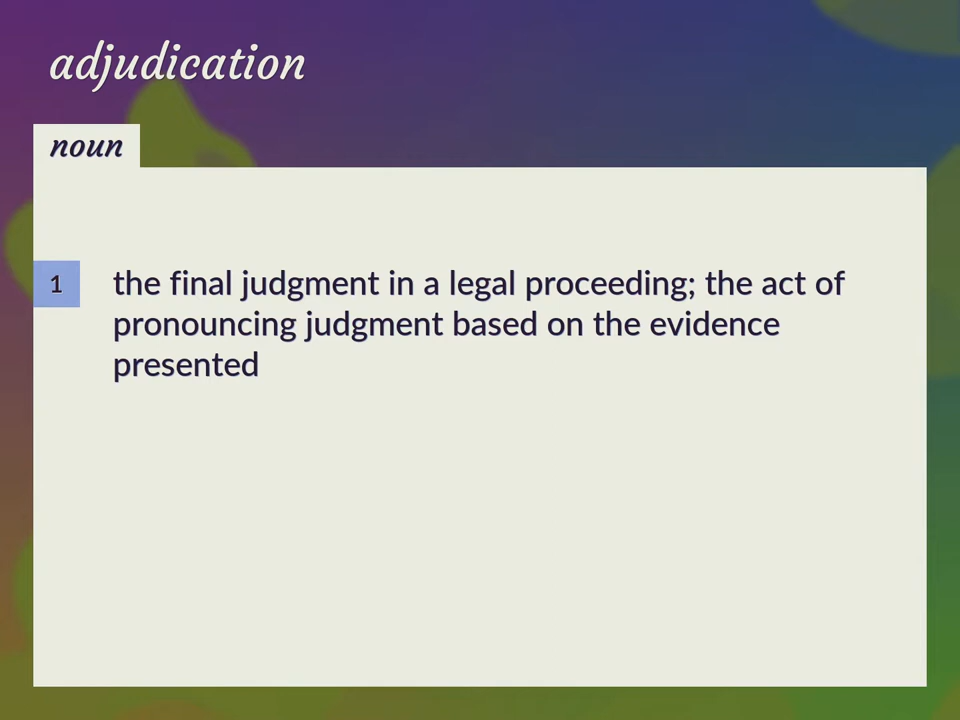 adjudication
noun
1
the final judgment in a legal proceeding; the act of
pronouncing judgment based on the evidence
presented